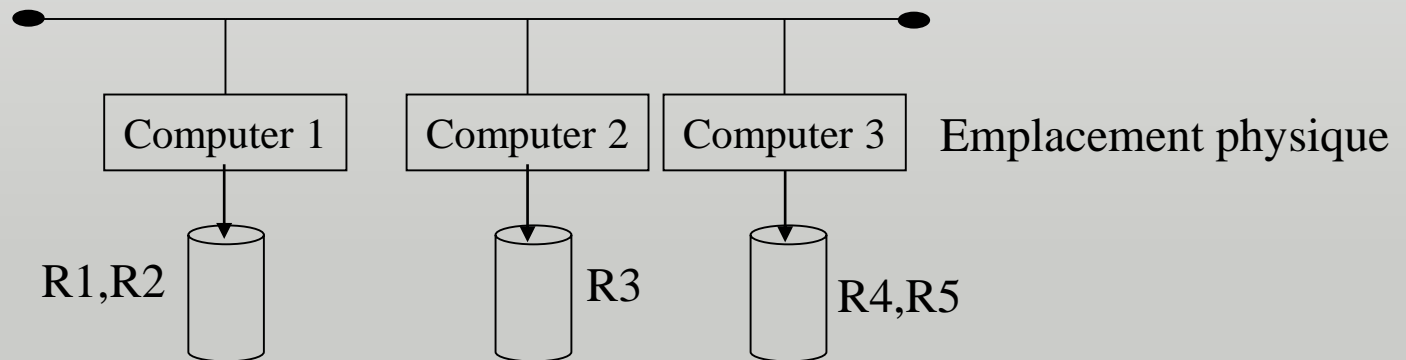 Computer 1
Computer 2
Computer 3
Emplacement physique
R1,R2
R3
R4,R5